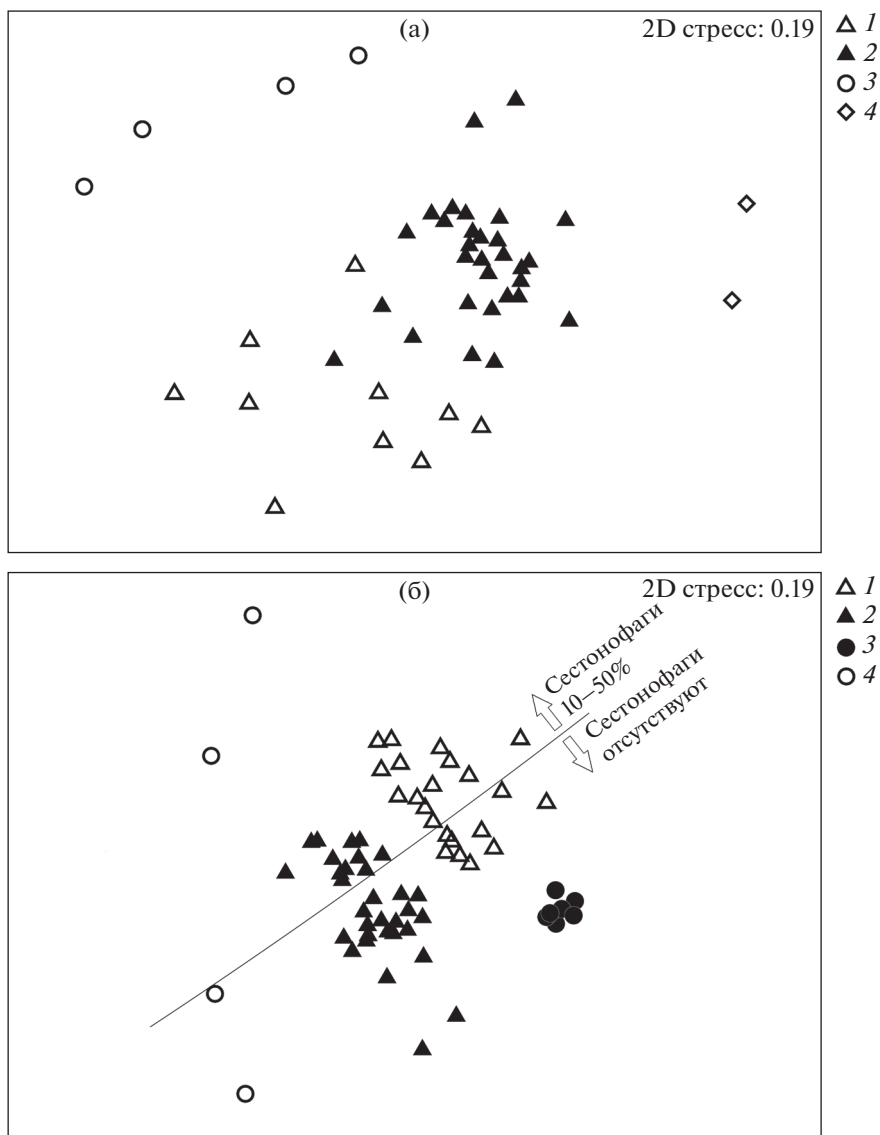 (а)
2D стресс: 0.19
1
2
3
4
(б)
2D стресс: 0.19
1
2
3
4
Сестонофаги
10–50%
Сестонофаги
отсутствуют